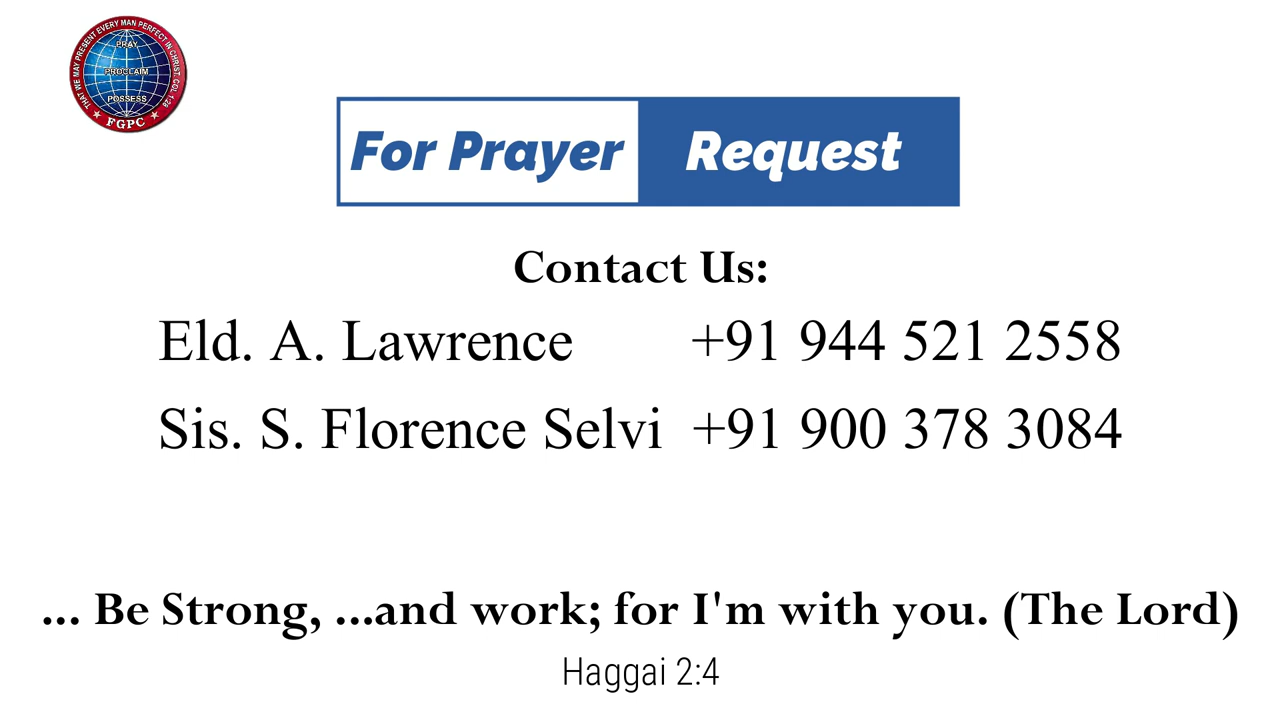 THAT WE MAY PRESENT EVERY MAN PERFECT IN CHRIST. COL 1:28
PRAY
PROCLAIM
POSSESS
FGPC
For Prayer Request
Contact Us:
Eld. A. Lawrence +91 944 521 2558
Sis. S. Florence Selvi +91 900 378 3084
... Be Strong, ...and work; for I'm with you. (The Lord)
Haggai 2:4